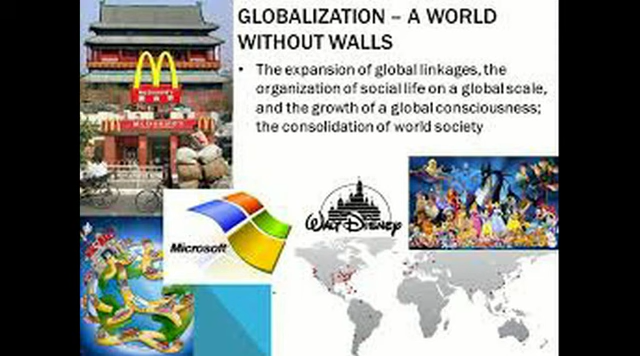 GLOBALIZATION – A WORLD
WITHOUT WALLS
• The expansion of global linkages, the
organization of social life on a global scale,
and the growth of a global consciousness;
the consolidation of world society
McDonald's
Microsoft
WALT DISNEY